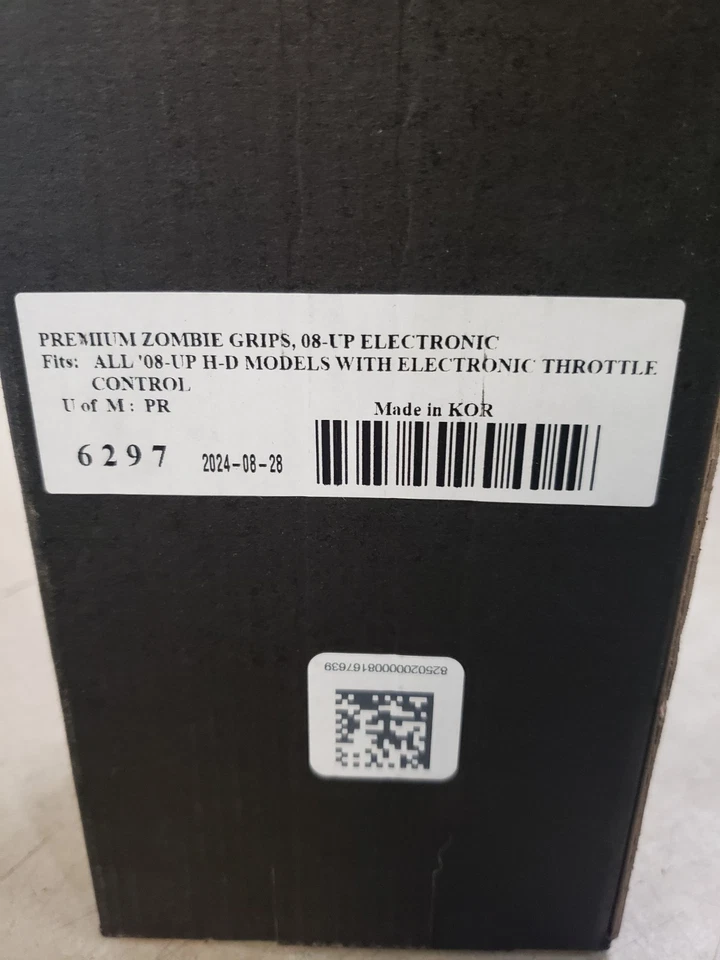 PREMIUM ZOMBIE GRIPS, 08-UP ELECTRONIC
Fits: ALL '08-UP H-D MODELS WITH ELECTRONIC THROTTLE
CONTROL
U of M : PR
Made in KOR
6297 2024-08-28
825020000008167639